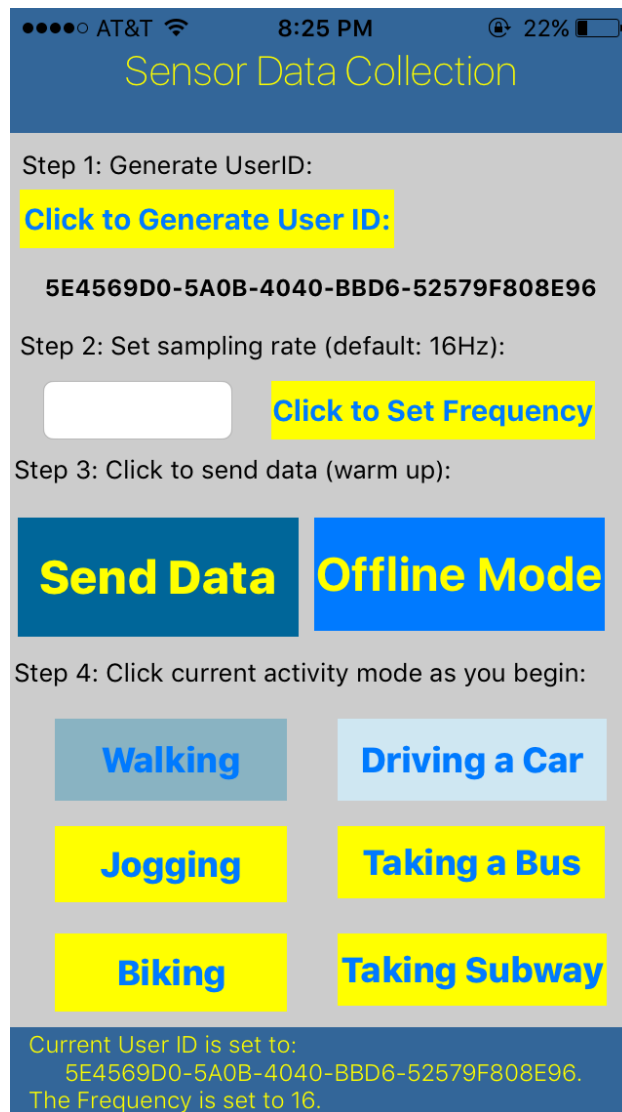 AT&T 8:25 PM 22%
Sensor Data Collection
Step 1: Generate UserID:
Click to Generate User ID:
5E4569D0-5A0B-4040-BBD6-52579F808E96
Step 2: Set sampling rate (default: 16Hz):
Click to Set Frequency
Step 3: Click to send data (warm up):
Send Data Offline Mode
Step 4: Click current activity mode as you begin:
Walking Driving a Car
Jogging Taking a Bus
Biking Taking Subway
Current User ID is set to:
5E4569D0-5A0B-4040-BBD6-52579F808E96.
The Frequency is set to 16.